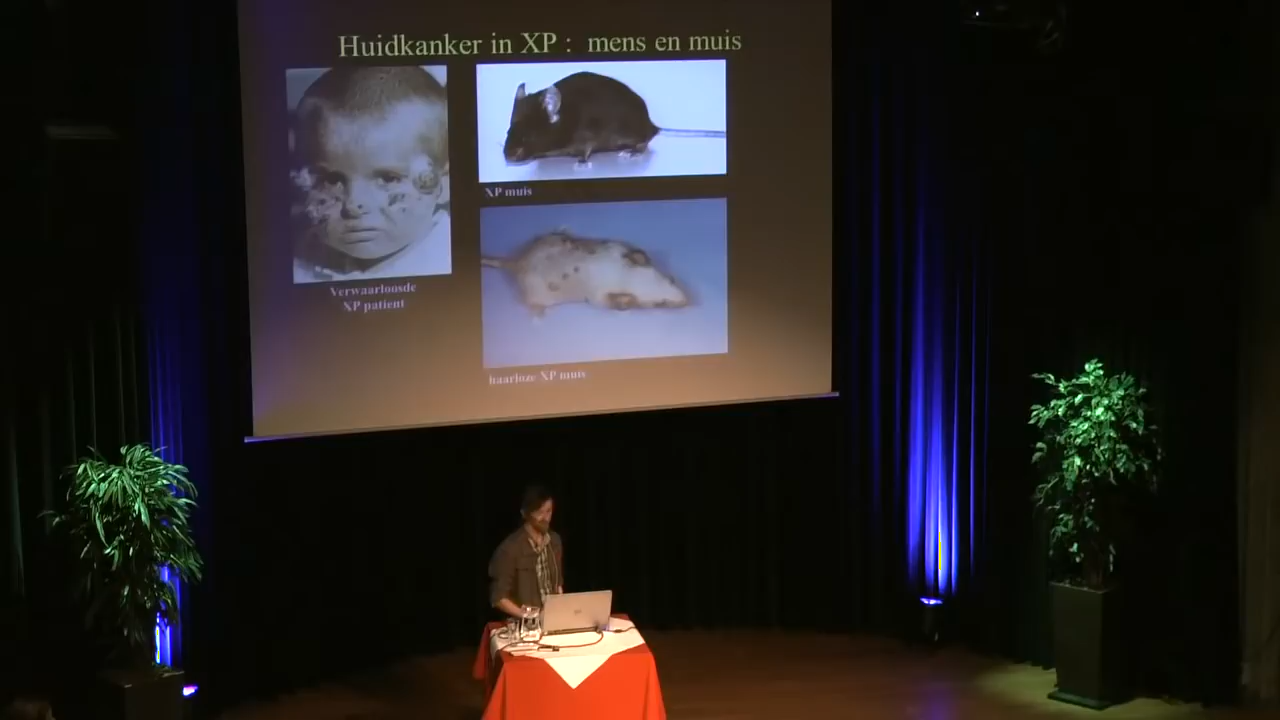 Huidkanker in XP : mens en muis
XP muis
Verwaarloosde
XP patient
haarloze XP muis